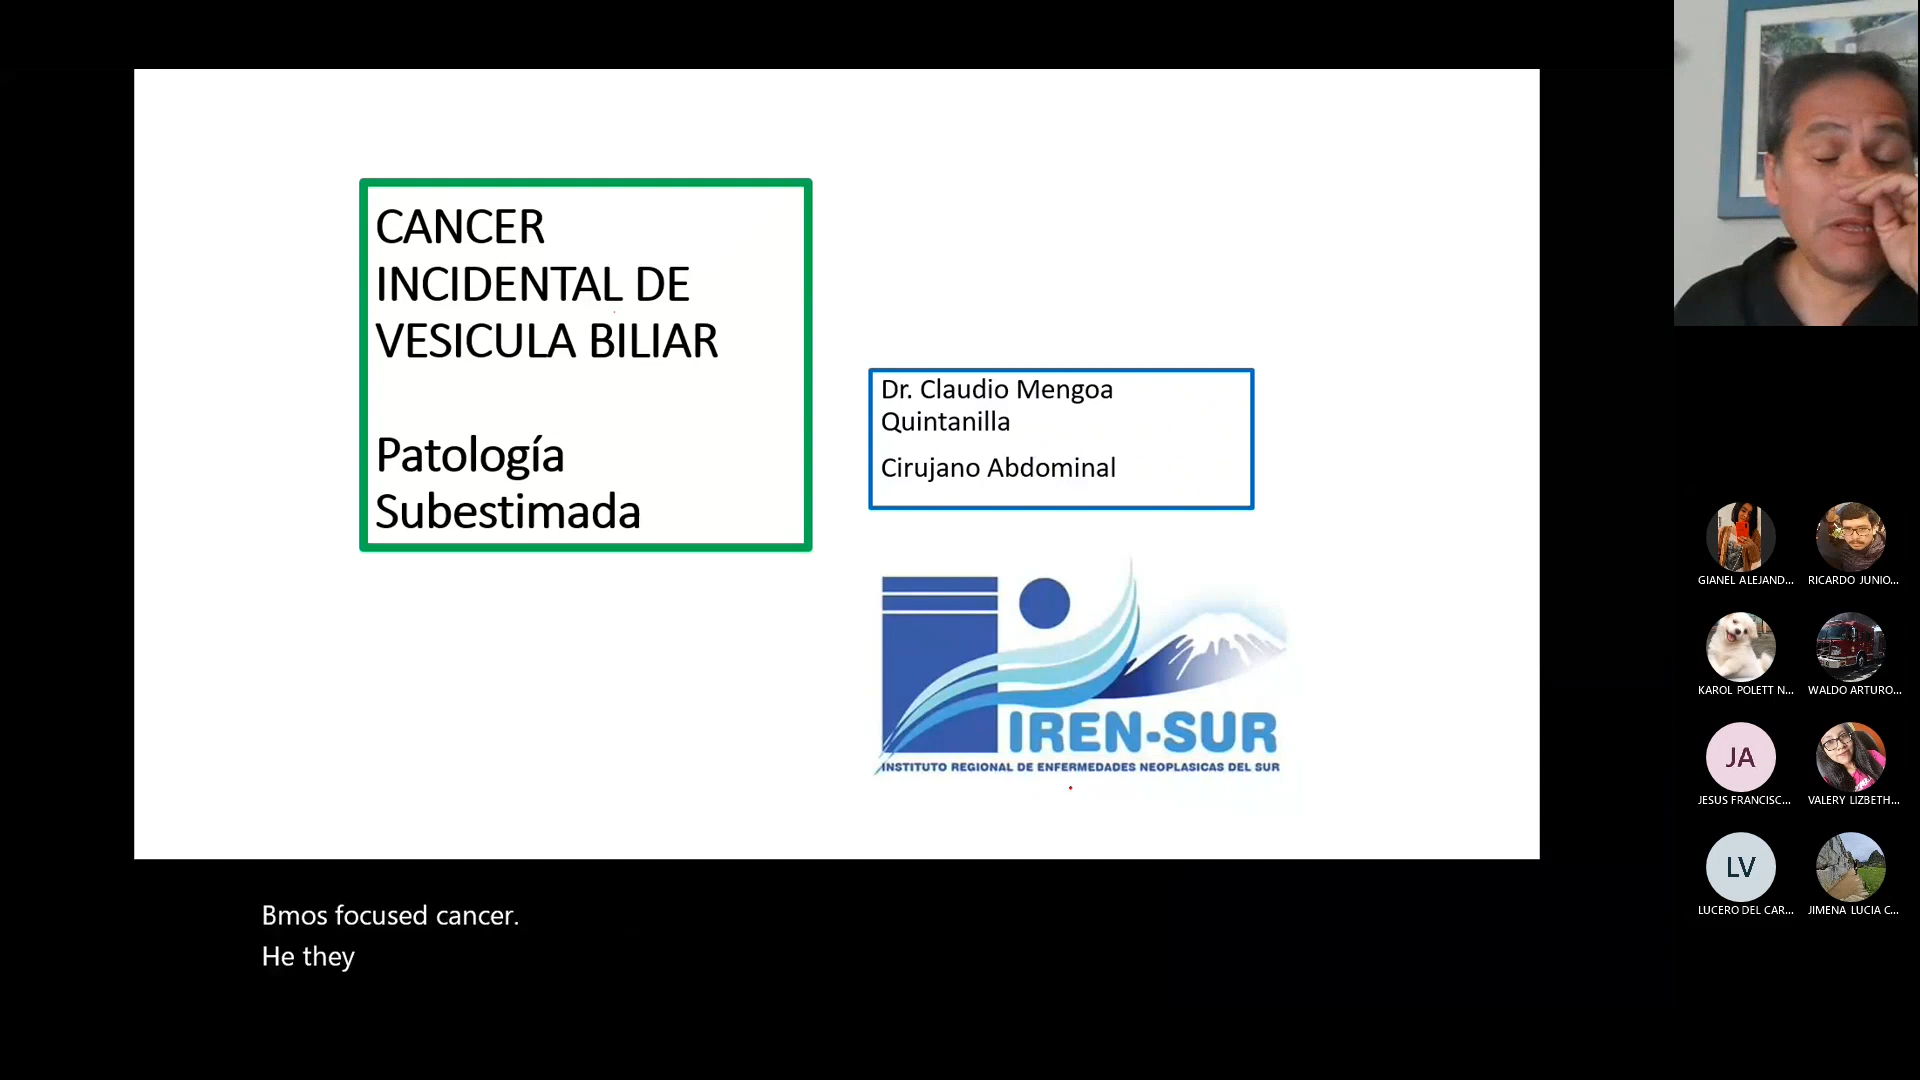 CANCER
INCIDENTAL DE
VESICULA BILIAR
Patología
Subestimada
Dr. Claudio Mengoa
Quintanilla
Cirujano Abdominal
IREN-SUR
INSTITUTO REGIONAL DE ENFERMEDADES NEOPLASICAS DEL SUR
Bmos focused cancer.
He they
GIANEL ALEJAND...
RICARDO JUNIO...
KAROL POLETT N...
WALDO ARTURO...
JA
JESUS FRANCISC...
VALERY LIZBETH...
LV
LUCERO DEL CAR...
JIMENA LUCIA C...